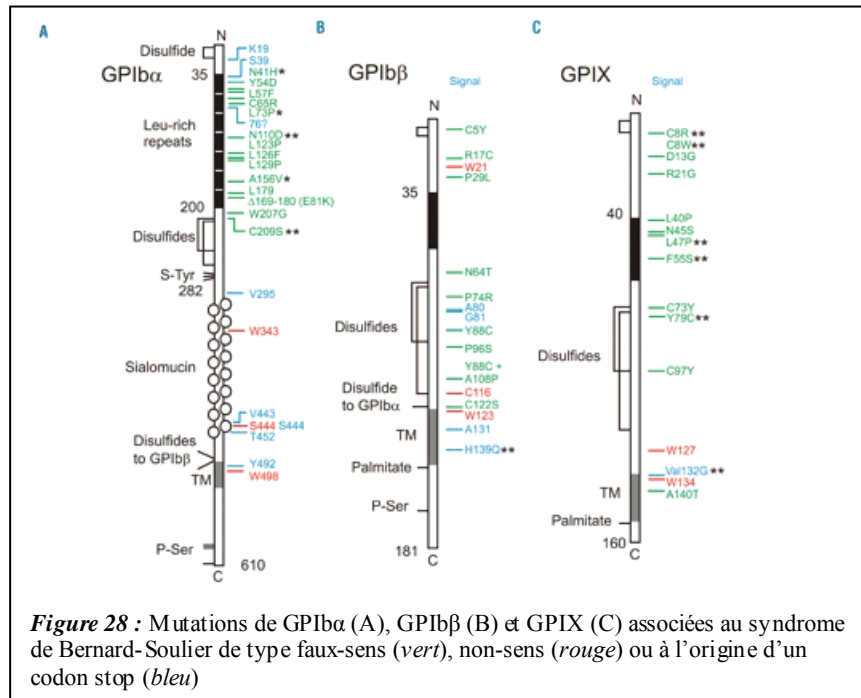 A
N
Disulfide
35
GPIbα
Leu-rich
repeats
200
Disulfides
S-Tyr
282
Sialomucin
Disulfides
to GPIbβ
TM
P-Ser
610
C
K19
S39
N41H*
Y54D
L57F
C65R
L73P*
76?
N110D**
L123P
L126F
L129P
A156V*
L179
Δ169-180 (E81K)
W207G
C209S**
V295
W343
V443
S444 S444
T452
Y492
W498
B
GPIbβ
Signal
N
35
Disulfides
Disulfide
to GPIbα
TM
Palmitate
P-Ser
181
C
C5Y
R17C
W21
P29L
N64T
P74R
A80
G81
Y88C
P96S
Y88C +
A108P
C116
C122S
W123
A131
H139Q**
C
GPIX
Signal
N
40
Disulfides
TM
Palmitate
160
C
C8R**
C8W**
D13G
R21G
L40P
N45S
L47P**
F55S**
C73Y
Y79C**
C97Y
W127
Val132G**
W134
A140T
Figure 28 : Mutations de GPIbα (A), GPIbβ (B) et GPIX (C) associées au syndrome
de Bernard-Soulier de type faux-sens (vert), non-sens (rouge) ou à l’origine d’un
codon stop (bleu)